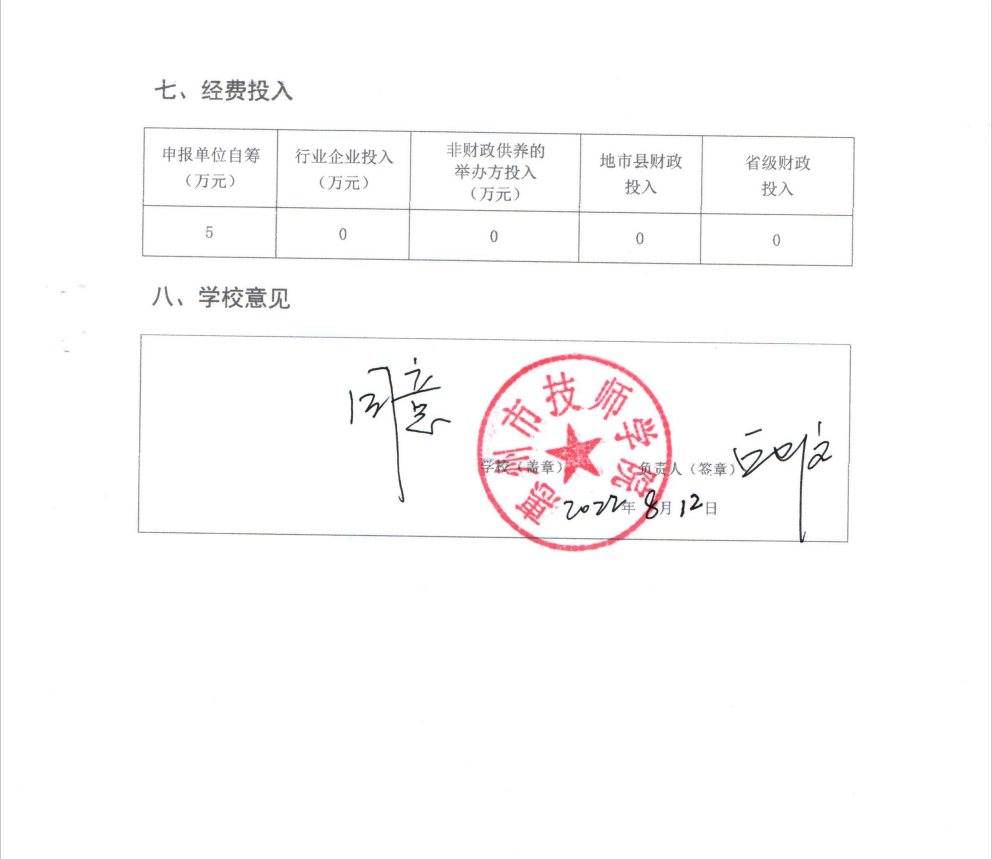 七、经费投入
申报单位自筹
（万元）
行业企业投入
（万元）
非财政供养的
举办方投入
（万元）
地市县财政
投入
省级财政
投入
5
0
0
0
0
八、学校意见
同意
市技师学院
学校（盖章）
负责人（签章）
2022年8月12日